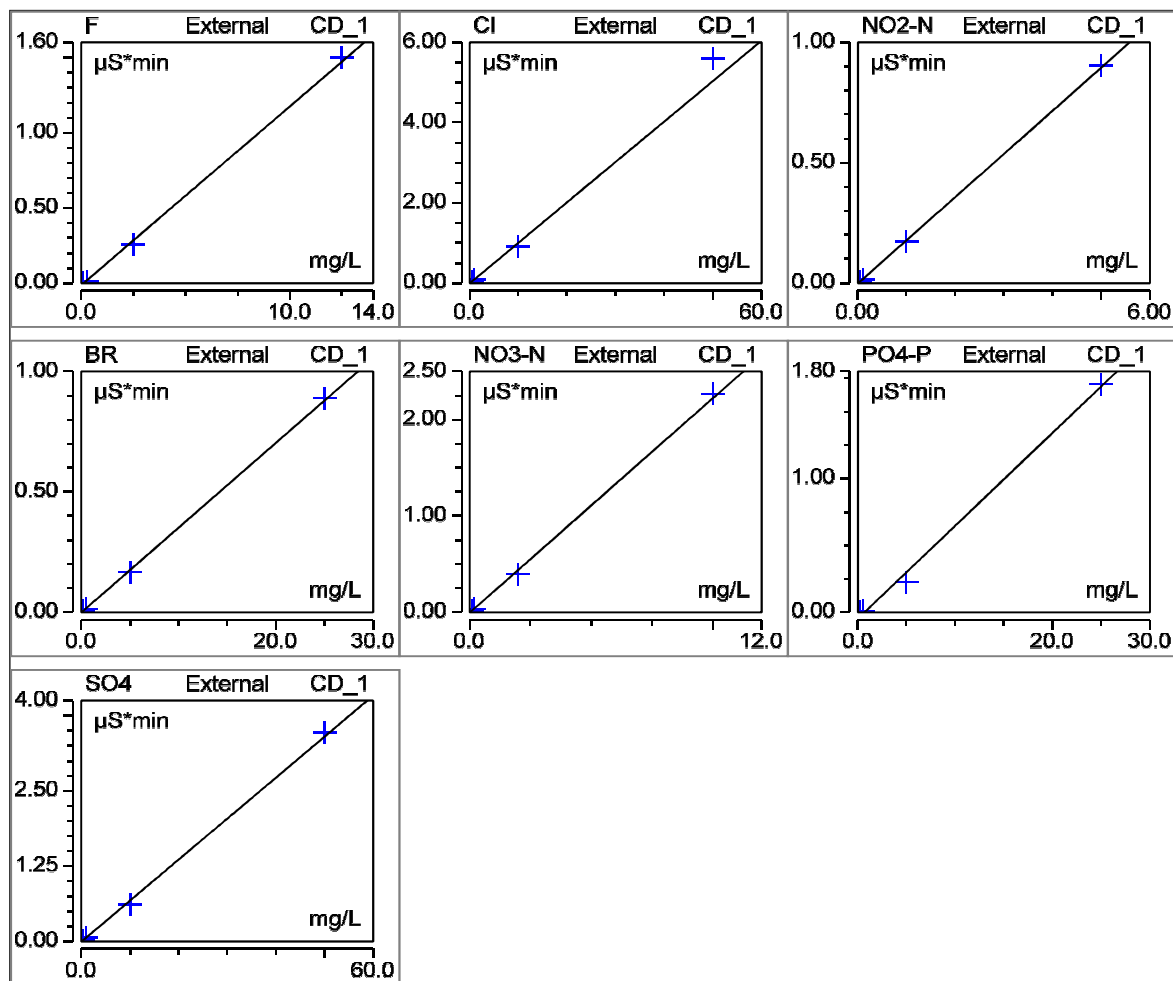 F External CD_1
µS*min
1.60
1.00
0.50
0.00
mg/L
0.0 10.0 14.0
Cl External CD_1
µS*min
6.00
4.00
2.00
0.00
mg/L
0.0 60.0
NO2-N External CD_1
µS*min
1.00
0.50
0.00
mg/L
0.00 6.00
BR External CD_1
µS*min
1.00
0.50
0.00
mg/L
0.0 20.0 30.0
NO3-N External CD_1
µS*min
2.50
2.00
1.00
0.00
mg/L
0.0 12.0
PO4-P External CD_1
µS*min
1.80
1.00
0.00
mg/L
0.0 20.0 30.0
SO4 External CD_1
µS*min
4.00
2.50
1.25
0.00
mg/L
0.0 60.0